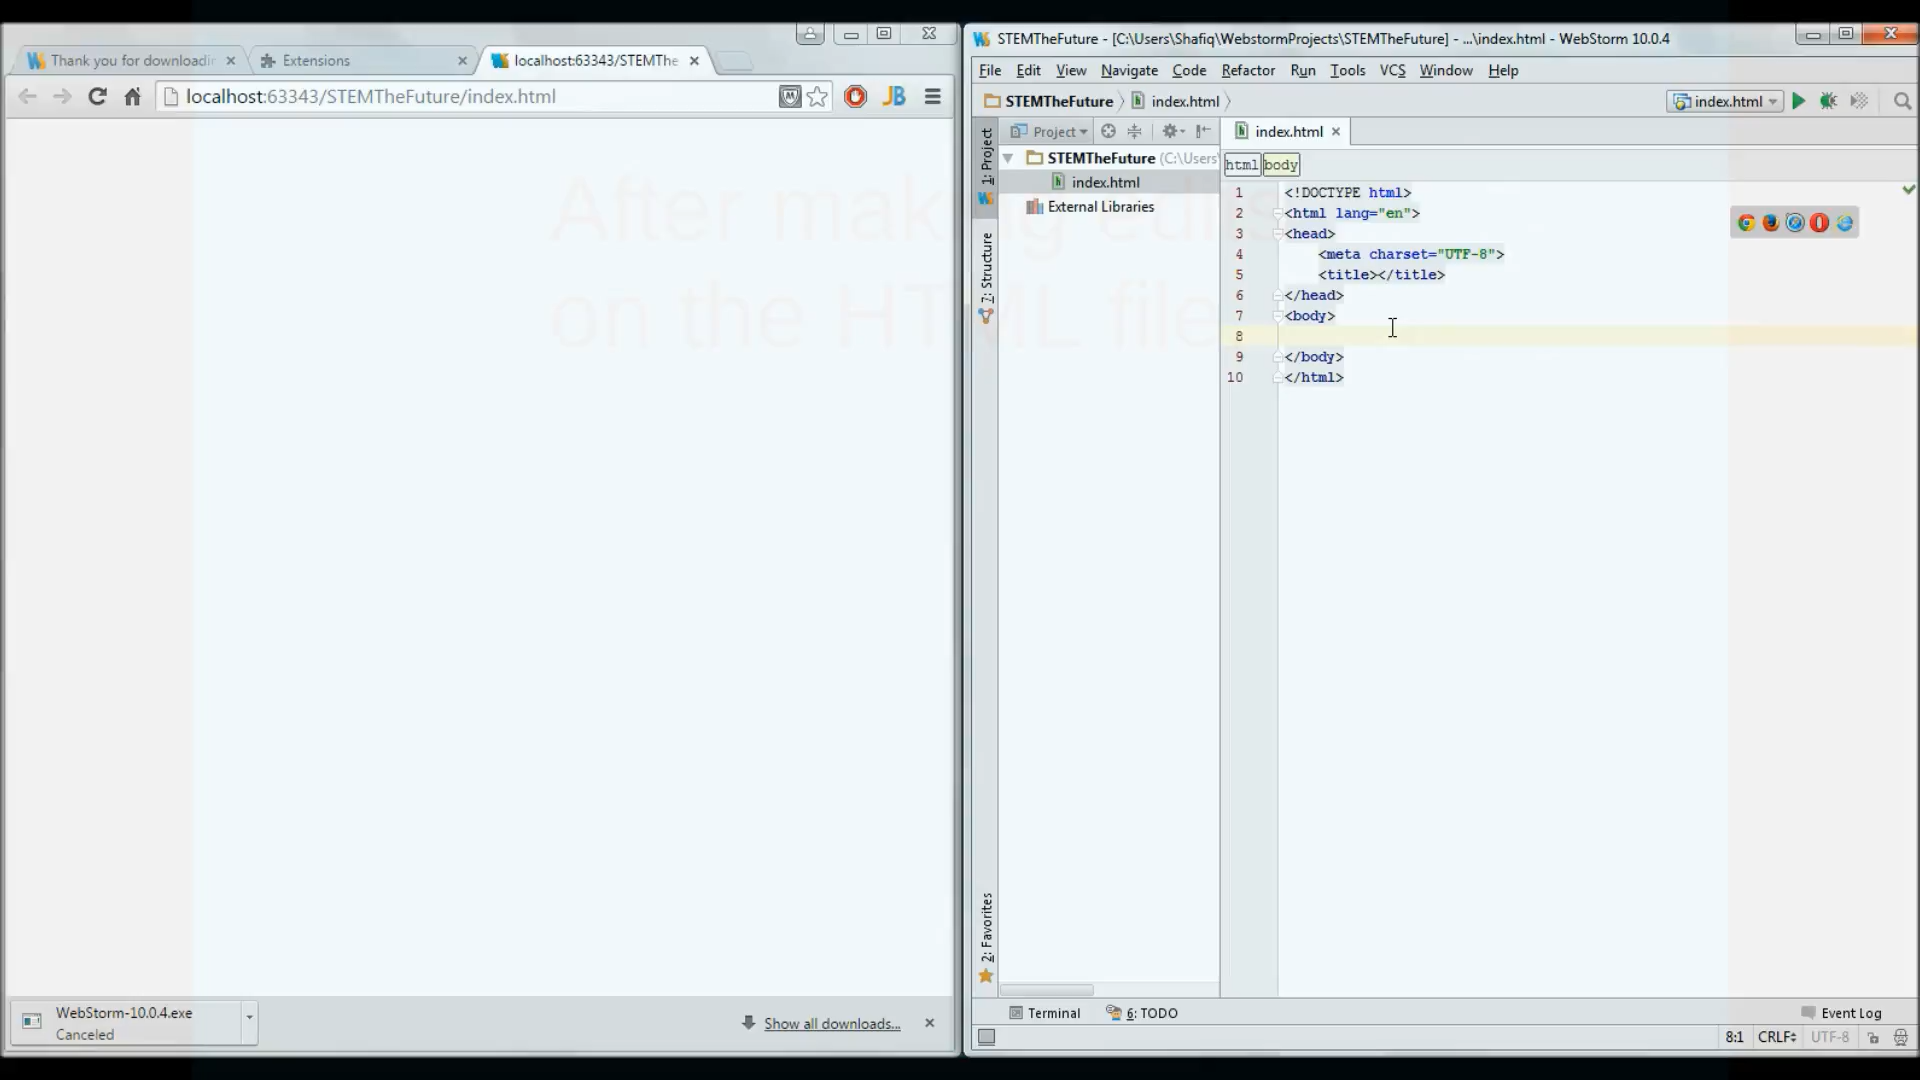 Thank you for downloadin
Extensions
localhost:63343/STEMThe
localhost:63343/STEMTheFuture/index.html
JB
After making edits
on the HTML file
WebStorm-10.0.4.exe
Canceled
Show all downloads...
STEMTheFuture - [C:\Users\Shafiq\WebstormProjects\STEMTheFuture] - ...\index.html - WebStorm 10.0.4
File Edit View Navigate Code Refactor Run Tools VCS Window Help
STEMTheFuture index.html
index.html
1: Project
7: Structure
2: Favorites
Project
STEMTheFuture (C:\Users
index.html
External Libraries
index.html
html body
1 <!DOCTYPE html>
2 <html lang="en">
3 <head>
4 <meta charset="UTF-8">
5 <title></title>
6 </head>
7 <body>
8
9 </body>
10 </html>
Terminal 6: TODO
Event Log
8:1 CRLF UTF-8